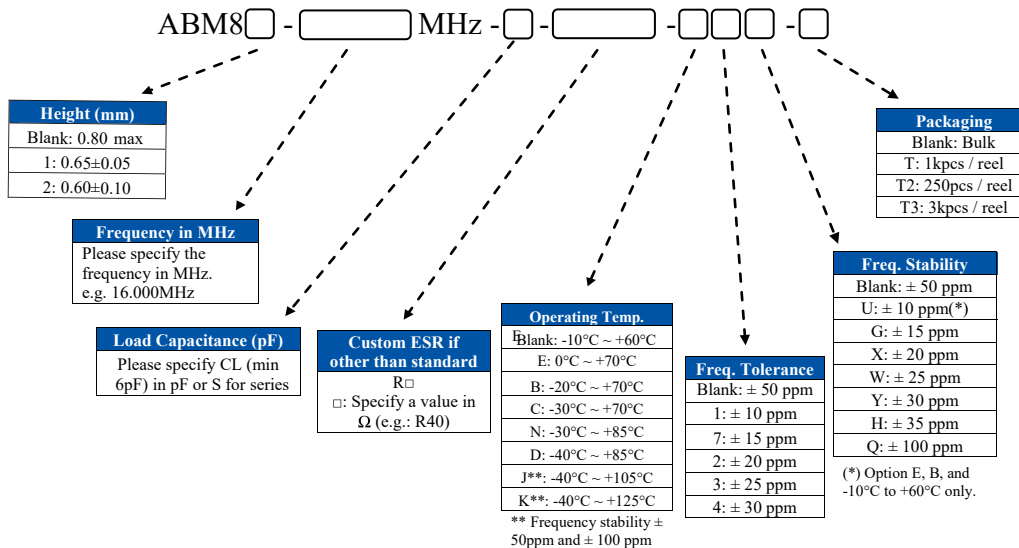 ABM8□ - □ MHz - □ - □ - □□□ - □
Height (mm)
Blank: 0.80 max
1: 0.65±0.05
2: 0.60±0.10
Frequency in MHz
Please specify the
frequency in MHz.
e.g. 16.000MHz
Load Capacitance (pF)
Please specify CL (min
6pF) in pF or S for series
Custom ESR if
other than standard
R□
□: Specify a value in
Ω (e.g.: R40)
Operating Temp.
E
Blank: -10°C ~ +60°C
E: 0°C ~ +70°C
B: -20°C ~ +70°C
C: -30°C ~ +70°C
N: -30°C ~ +85°C
D: -40°C ~ +85°C
J**: -40°C ~ +105°C
K**: -40°C ~ +125°C
** Frequency stability ±
50ppm and ± 100 ppm
Freq. Tolerance
Blank: ± 50 ppm
1: ± 10 ppm
7: ± 15 ppm
2: ± 20 ppm
3: ± 25 ppm
4: ± 30 ppm
Freq. Stability
Blank: ± 50 ppm
U: ± 10 ppm(*)
G: ± 15 ppm
X: ± 20 ppm
W: ± 25 ppm
Y: ± 30 ppm
H: ± 35 ppm
Q: ± 100 ppm
(*) Option E, B, and
-10°C to +60°C only.
Packaging
Blank: Bulk
T: 1kpcs / reel
T2: 250pcs / reel
T3: 3kpcs / reel